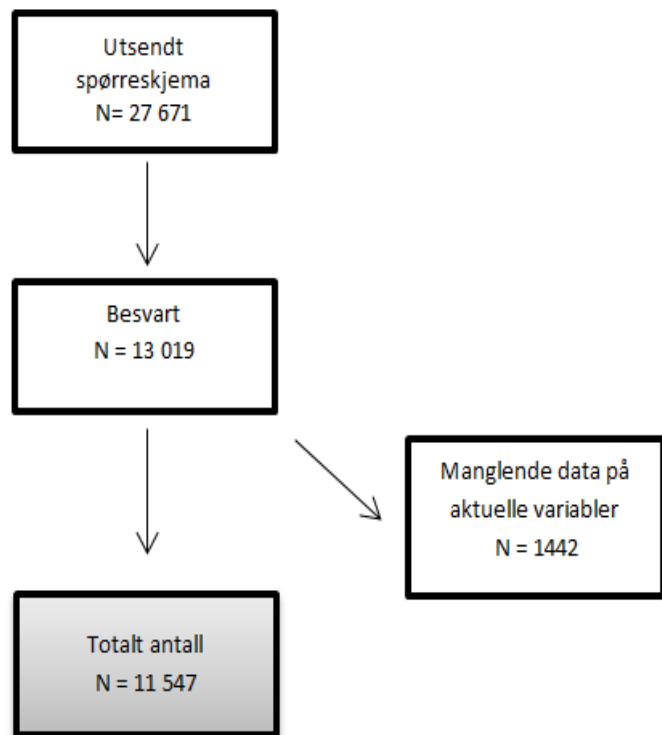 Utsendt
spørreskjema
N= 27 671
Besvart
N = 13 019
Manglende data på
aktuelle variabler
N = 1442
Totalt antall
N = 11 547